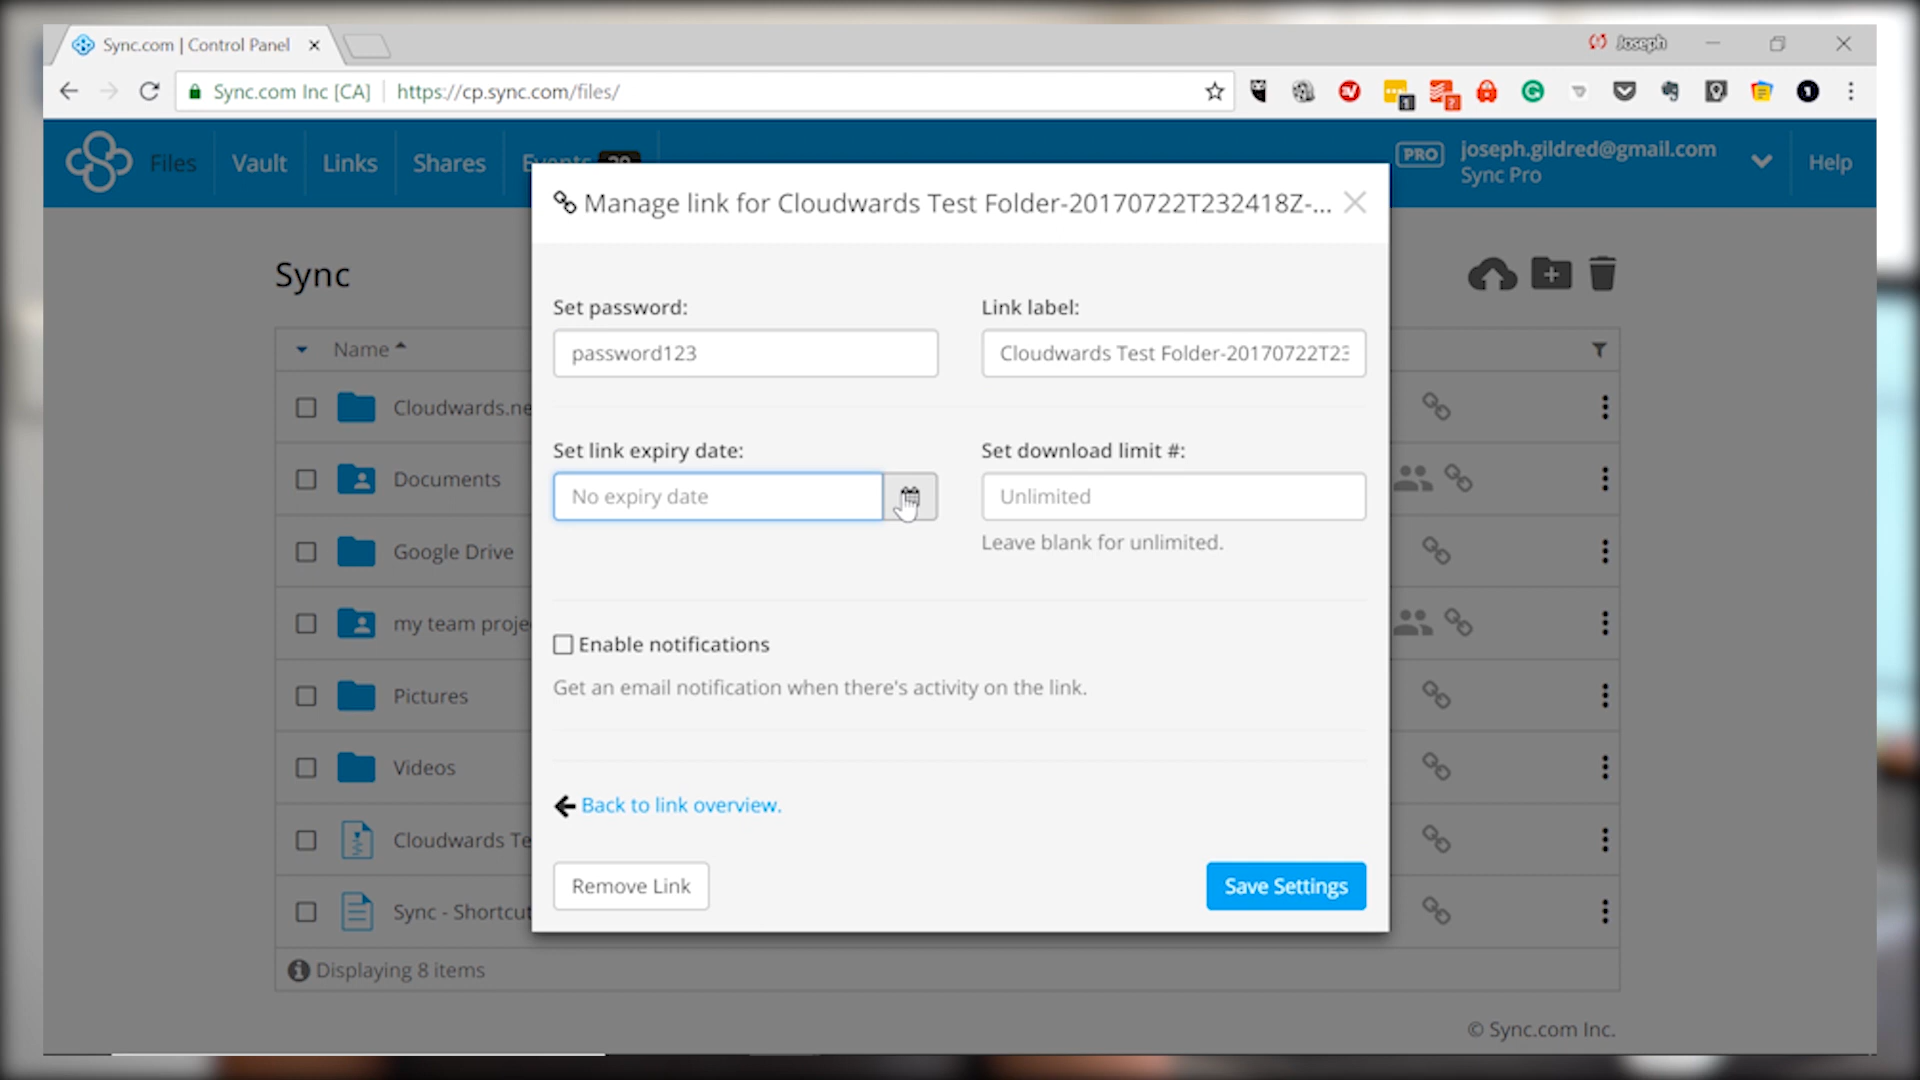 Sync.com | Control Panel
Joseph
Sync.com Inc [CA] https://cp.sync.com/files/
Files Vault Links Shares Events 20
PRO joseph.gildred@gmail.com
Sync Pro
Help
Manage link for Cloudwards Test Folder-20170722T232418Z-...
Sync
Set password:
Link label:
Name
password123
Cloudwards Test Folder-20170722T23
Cloudwards.ne
Set link expiry date:
Set download limit #:
Documents
No expiry date
Unlimited
Leave blank for unlimited.
Google Drive
my team proje
Enable notifications
Get an email notification when there's activity on the link.
Pictures
Videos
Back to link overview.
Cloudwards Te
Remove Link
Save Settings
Sync - Shortcut
Displaying 8 items
© Sync.com Inc.